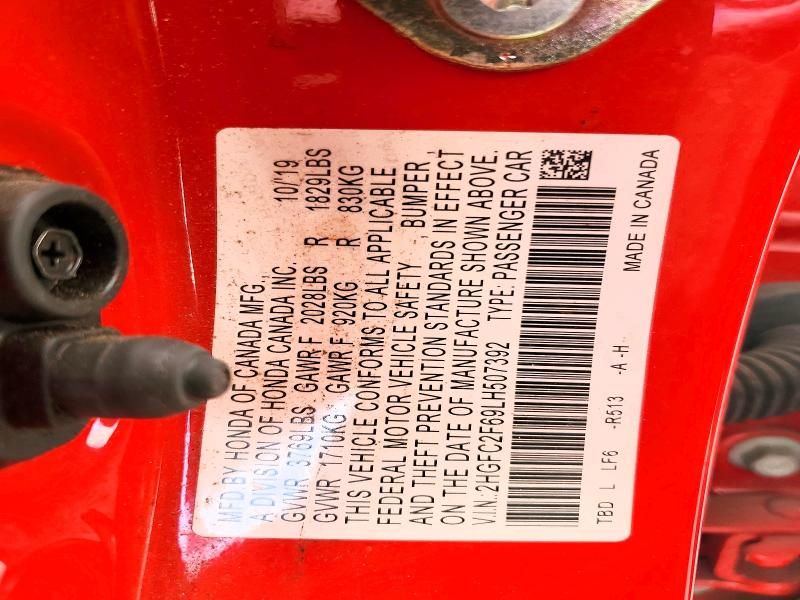 MFD BY HONDA OF CANADA MFG.,
A DIVISION OF HONDA CANADA INC. 10/19
GVWR 3769LBS GAWR F 2028LBS R 1829LBS
GVWR 1710KG GAWR F 920KG R 830KG
THIS VEHICLE CONFORMS TO ALL APPLICABLE
FEDERAL MOTOR VEHICLE SAFETY, BUMPER,
AND THEFT PREVENTION STANDARDS IN EFFECT
ON THE DATE OF MANUFACTURE SHOWN ABOVE.
V.I.N:2HGFC2F69LH507392 TYPE: PASSENGER CAR
TBD L LF6 -R513 -A -H- MADE IN CANADA